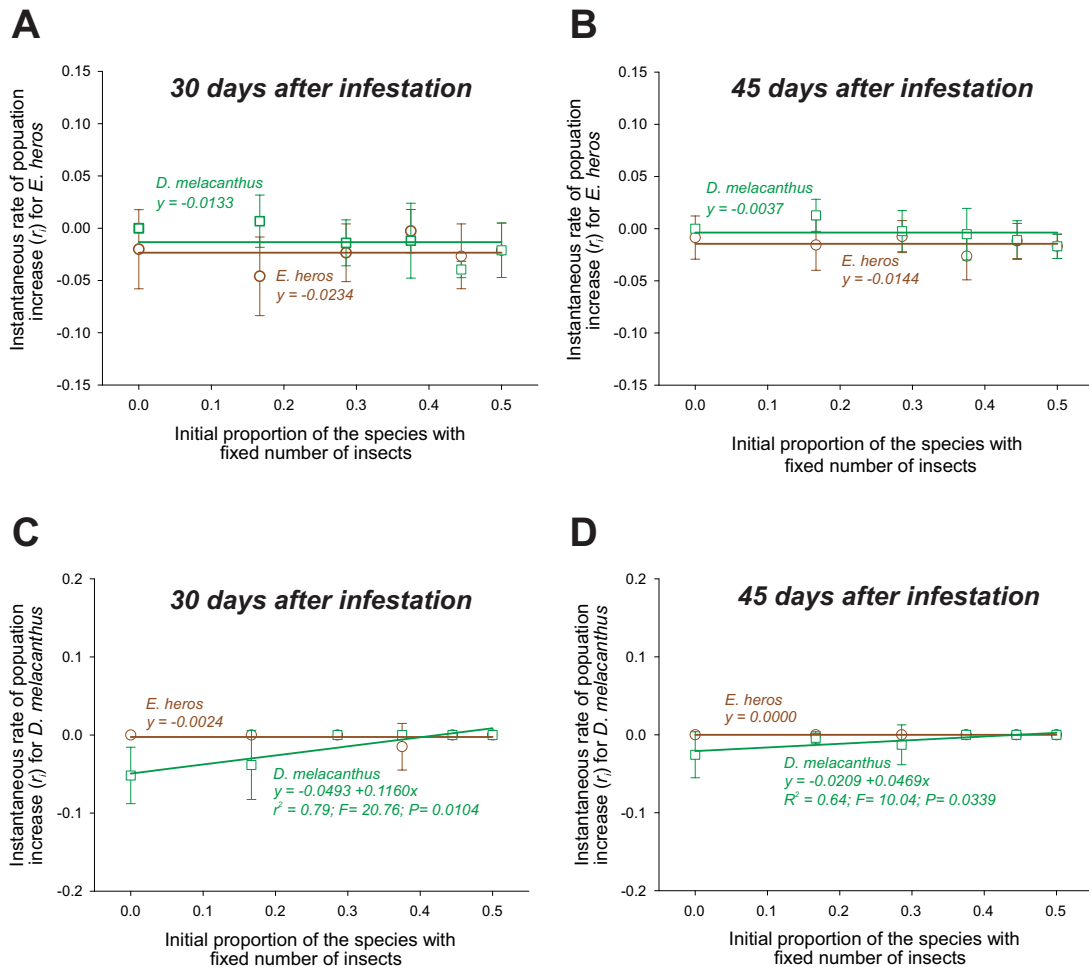 A
30 days after infestation
Instantaneous rate of popuation
increase (ri) for E. heros
0.15
0.10
0.05
0.00
-0.05
-0.10
-0.15
D. melacanthus
y = -0.0133
E. heros
y = -0.0234
0.0 0.1 0.2 0.3 0.4 0.5
Initial proportion of the species with
fixed number of insects
B
45 days after infestation
Instantaneous rate of popuation
increase (ri) for E. heros
0.15
0.10
0.05
0.00
-0.05
-0.10
-0.15
D. melacanthus
y = -0.0037
E. heros
y = -0.0144
0.0 0.1 0.2 0.3 0.4 0.5
Initial proportion of the species with
fixed number of insects
C
30 days after infestation
Instantaneous rate of popuation
increase (ri) for D. melacanthus
0.2
0.1
0.0
-0.1
-0.2
E. heros
y = -0.0024
D. melacanthus
y = -0.0493 +0.1160x
r² = 0.79; F= 20.76; P= 0.0104
0.0 0.1 0.2 0.3 0.4 0.5
Initial proportion of the species with
fixed number of insects
D
45 days after infestation
Instantaneous rate of popuation
increase (ri) for D. melacanthus
0.2
0.1
0.0
-0.1
-0.2
E. heros
y = 0.0000
D. melacanthus
y = -0.0209 +0.0469x
R² = 0.64; F= 10.04; P= 0.0339
0.0 0.1 0.2 0.3 0.4 0.5
Initial proportion of the species with
fixed number of insects